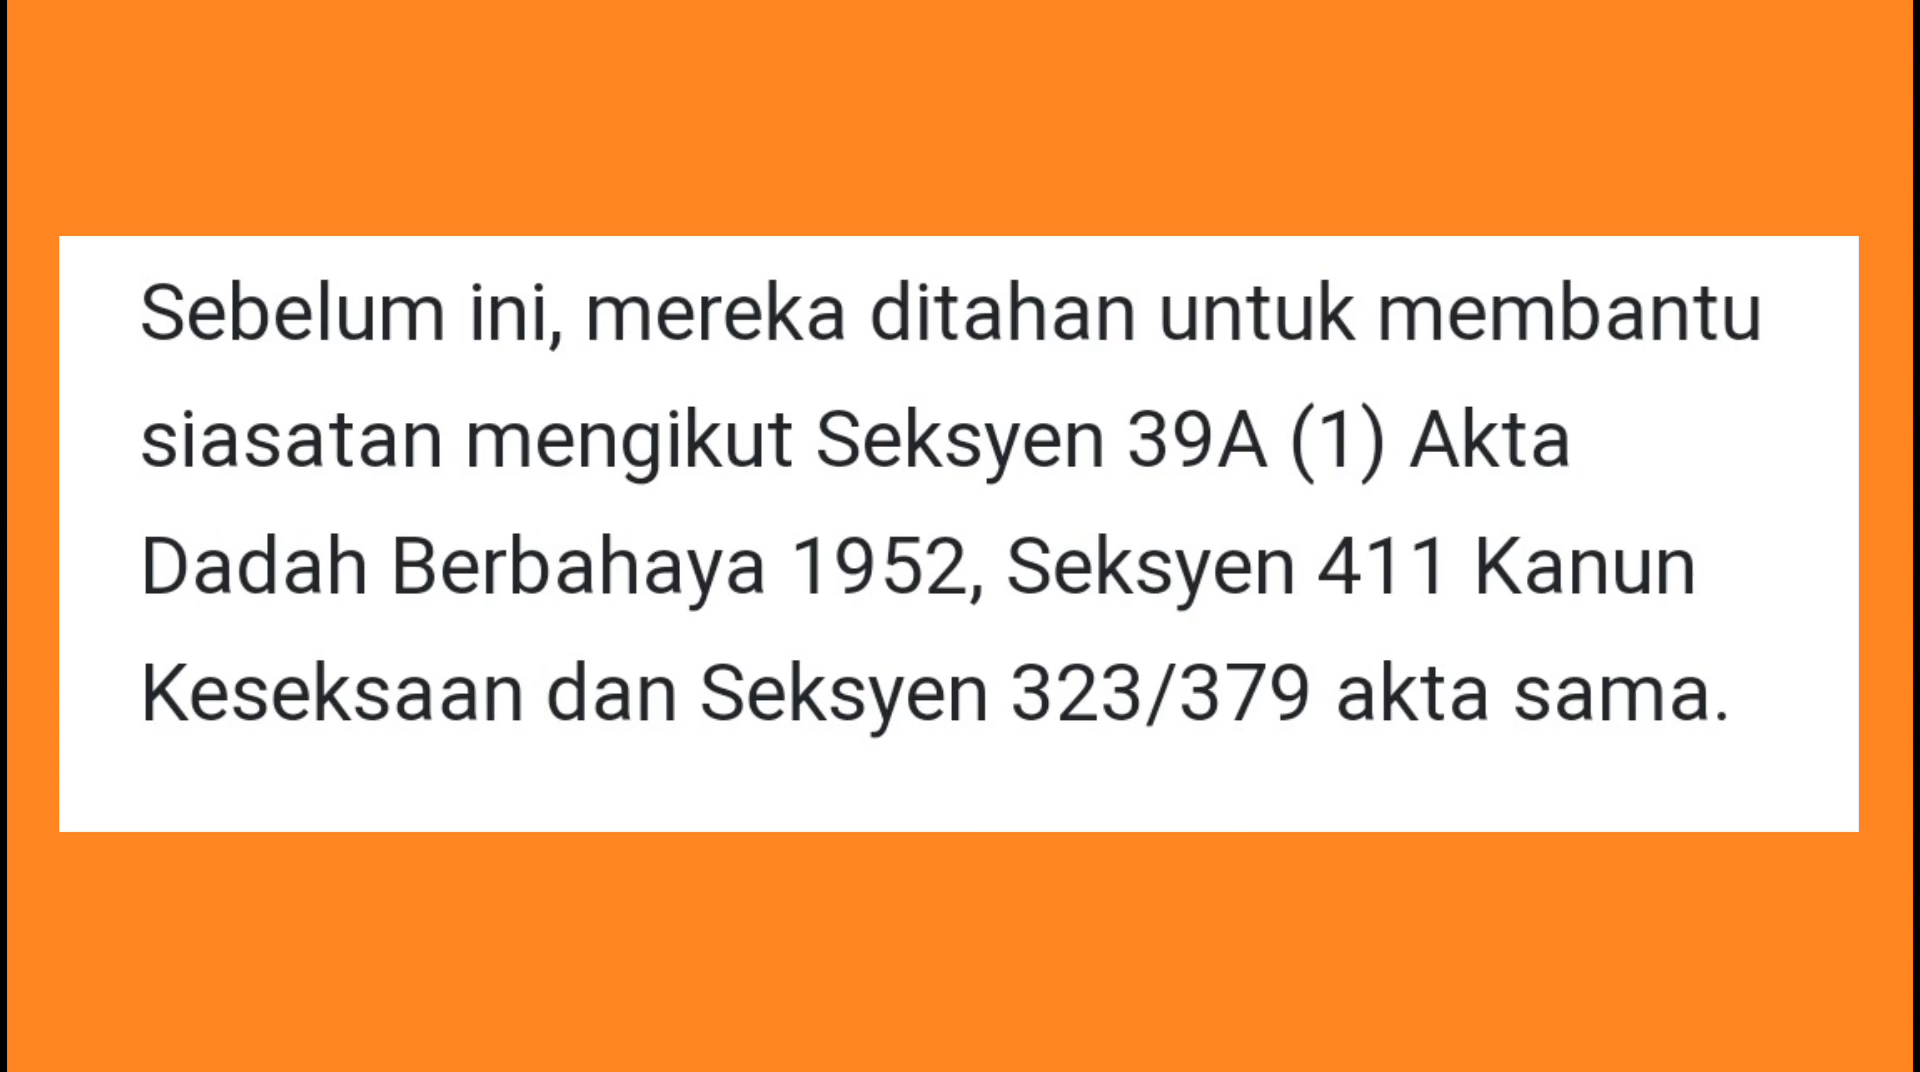 Sebelum ini, mereka ditahan untuk membantu
siasatan mengikut Seksyen 39A (1) Akta
Dadah Berbahaya 1952, Seksyen 411 Kanun
Keseksaan dan Seksyen 323/379 akta sama.